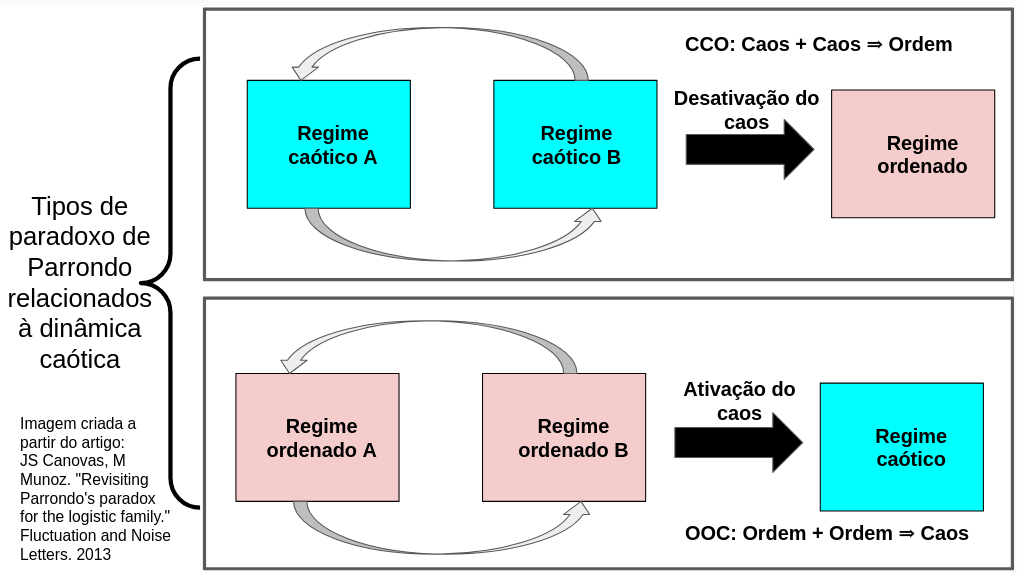 Tipos de
paradoxo de
Parrondo
relacionados
à dinâmica
caótica
Imagem criada a
partir do artigo:
JS Canovas, M
Munoz. "Revisiting
Parrondo's paradox
for the logistic family."
Fluctuation and Noise
Letters. 2013
CCO: Caos + Caos ⇒ Ordem
Regime
caótico A
Regime
caótico B
Desativação do
caos
Regime
ordenado
Regime
ordenado A
Regime
ordenado B
Ativação do
caos
Regime
caótico
OOC: Ordem + Ordem ⇒ Caos